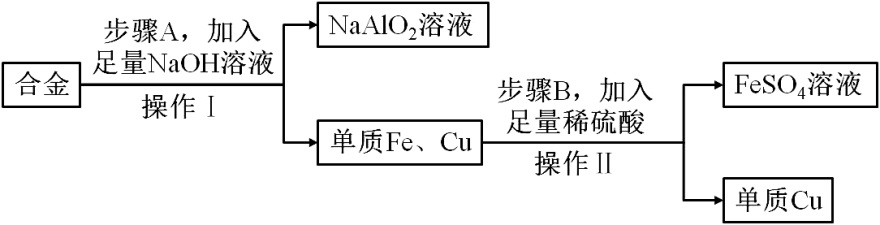 合金
步骤A，加入
足量NaOH溶液
操作Ⅰ
NaAlO₂溶液
单质Fe、Cu
步骤B，加入
足量稀硫酸
操作Ⅱ
FeSO₄溶液
单质Cu